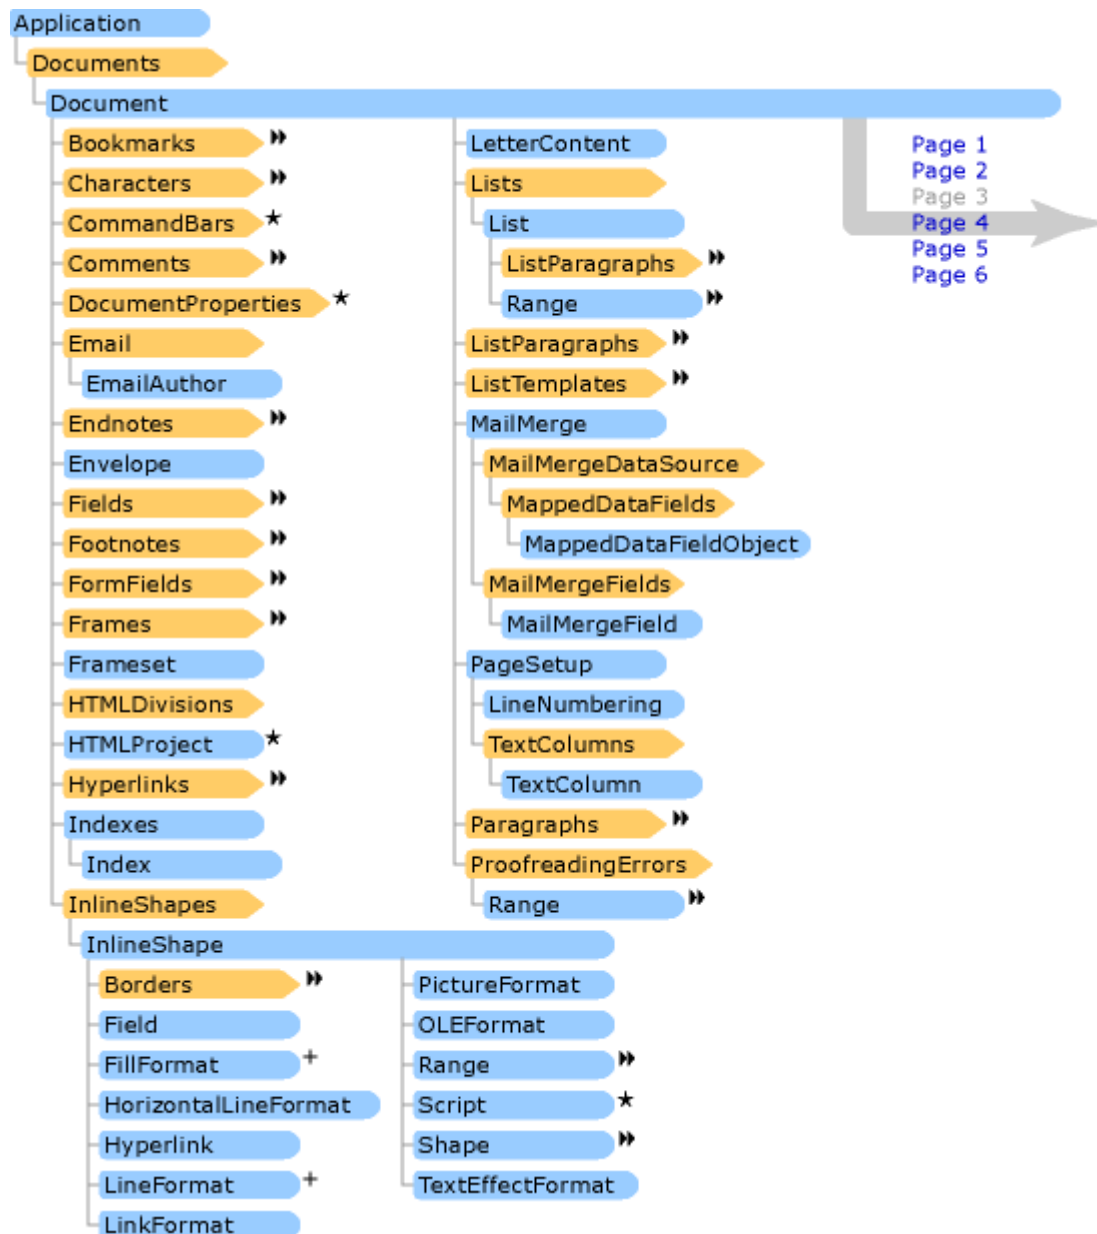 Application
Documents
Document
Bookmarks
Characters
CommandBars
Comments
DocumentProperties
Email
EmailAuthor
Endnotes
Envelope
Fields
Footnotes
FormFields
Frames
Frameset
HTMLDivisions
HTMLProject
Hyperlinks
Indexes
Index
InlineShapes
InlineShape
Borders
Field
FillFormat
HorizontalLineFormat
Hyperlink
LineFormat
LinkFormat
PictureFormat
OLEFormat
Range
Script
Shape
TextEffectFormat
LetterContent
Lists
List
ListParagraphs
Range
ListParagraphs
ListTemplates
MailMerge
MailMergeDataSource
MappedDataFields
MappedDataFieldObject
MailMergeFields
MailMergeField
PageSetup
LineNumbering
TextColumns
TextColumn
Paragraphs
ProofreadingErrors
Range
Page 1
Page 2
Page 3
Page 4
Page 5
Page 6